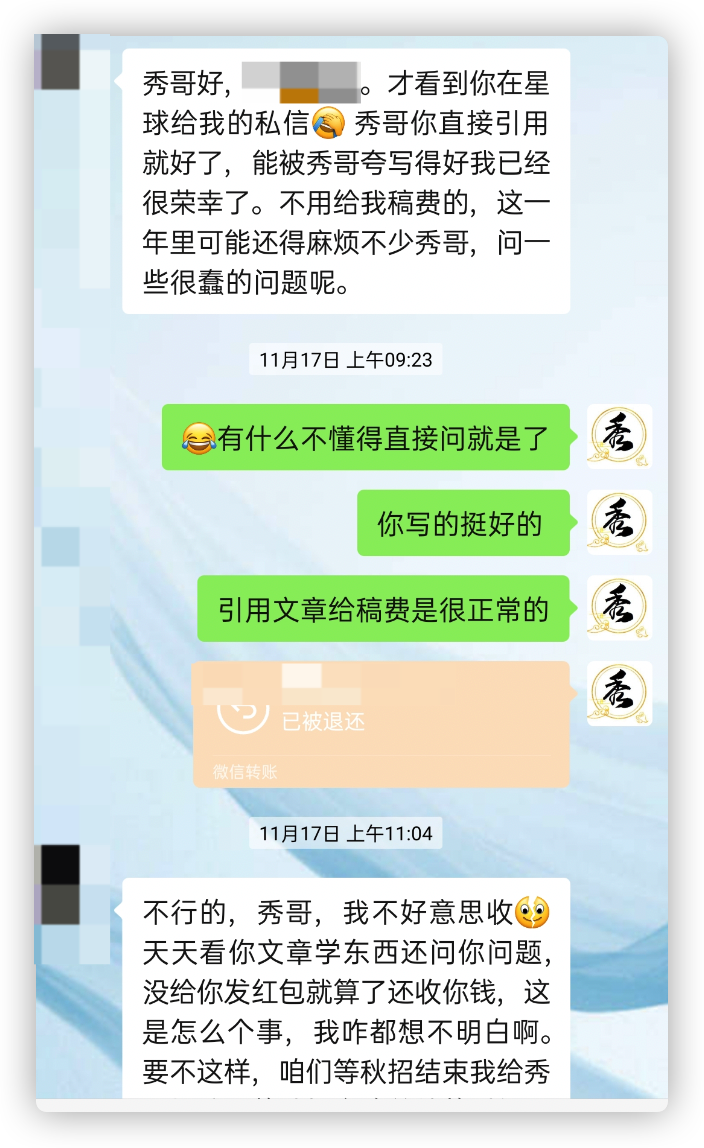 秀哥好，
。才看到你在星
球给我的私信🤦 秀哥你直接引用
就好了，能被秀哥夸写得好我已经
很荣幸了。不用给我稿费的，这一
年里可能还得麻烦不少秀哥，问一
些很蠢的问题呢。
11月17日 上午09:23
😂有什么不懂得直接问就是了
秀
你写的挺好的
秀
引用文章给稿费是很正常的
秀
秀
已被退还
微信转账
11月17日 上午11:04
不行的，秀哥，我不好意思收
天天看你文章学东西还问你问题，
没给你发红包就算了还收你钱，这
是怎么个事，我咋都想不明白啊。
要不这样，咱们等秋招结束我给秀